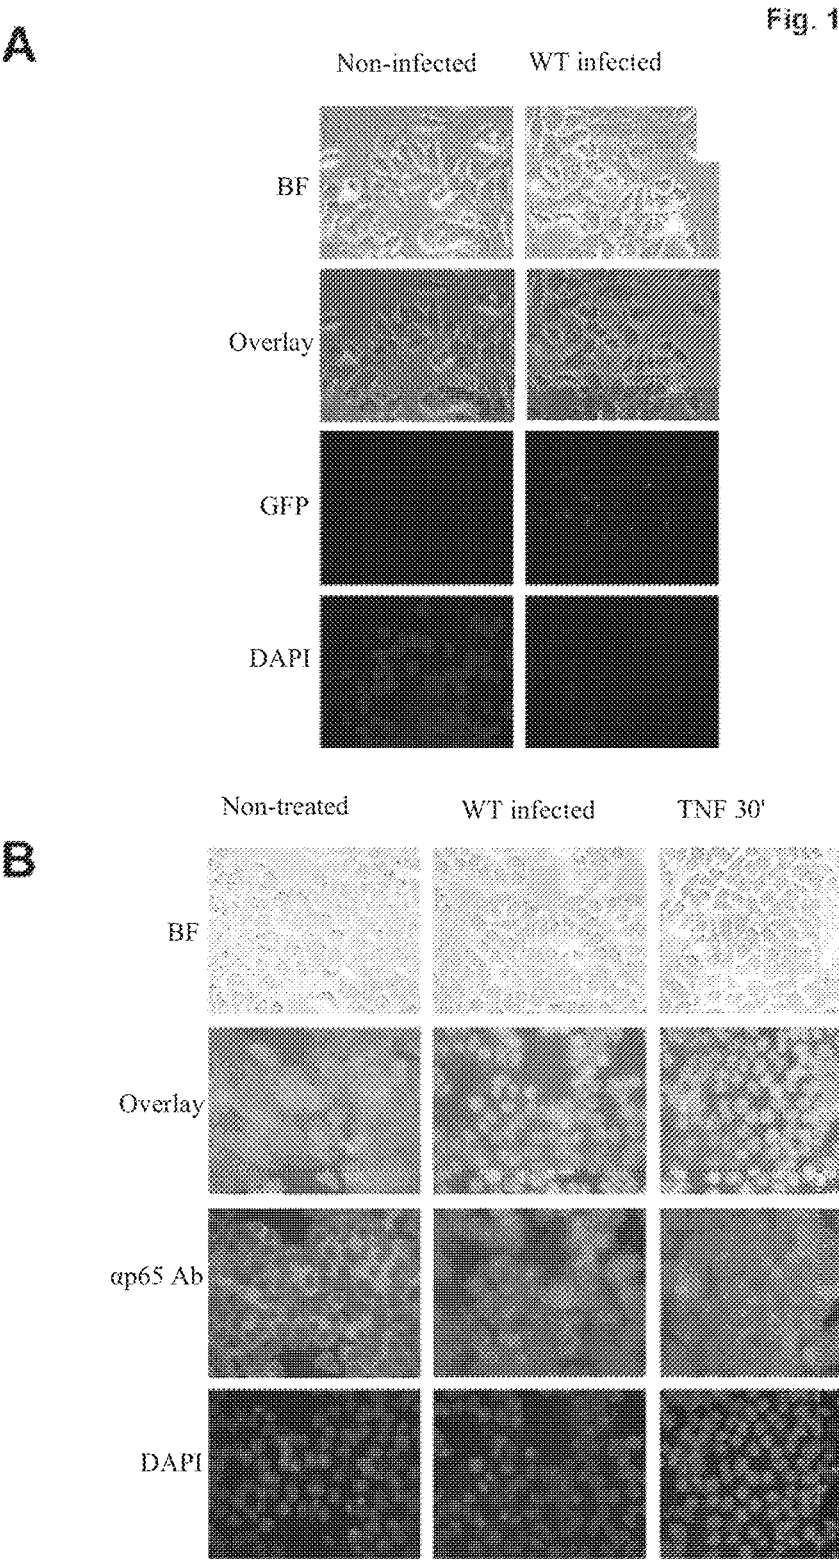 Fig. 1
A
Non-infected WT infected
BF
Overlay
GFP
DAPI
Non-treated WT infected TNF 30'
B
BF
Overlay
αp65 Ab
DAPI